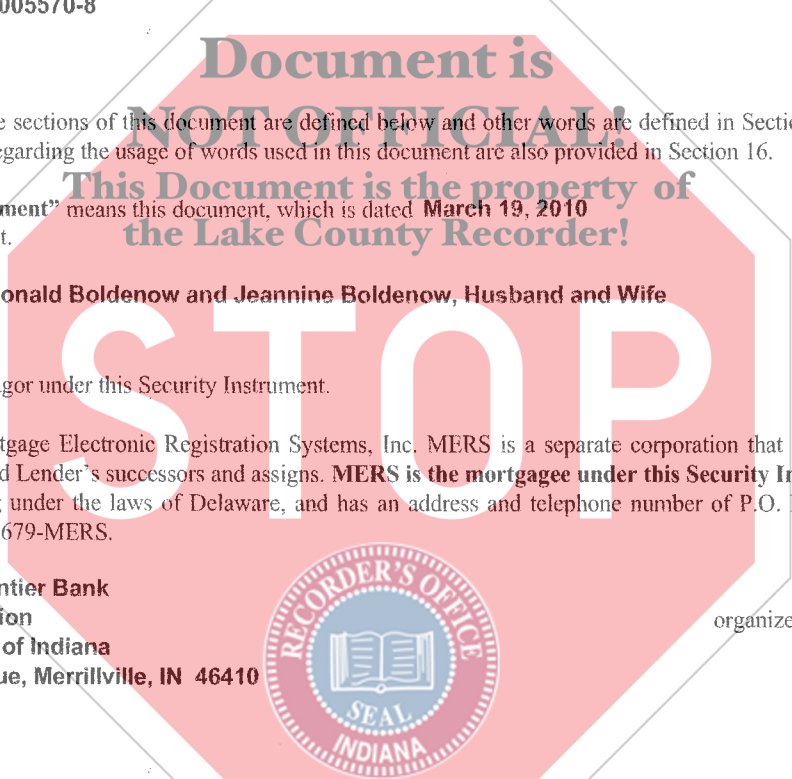 005570-8
Document is
NOT OFFICIAL!
e sections of this document are defined below and other words are defined in Secti
egarding the usage of words used in this document are also provided in Section 16.
This Document is the property of
ment" means this document, which is dated March 19, 2010
t.
the Lake County Recorder!
onald Boldenow and Jeannine Boldenow, Husband and Wife
STOP
agor under this Security Instrument.
tgage Electronic Registration Systems, Inc. MERS is a separate corporation that
d Lender's successors and assigns. MERS is the mortgagee under this Security I
g under the laws of Delaware, and has an address and telephone number of P.O.
679-MERS.
ntier Bank
ion organize
of Indiana
ue, Merrillville, IN 46410
RECORDER'S OFFICE
SEAL
INDIANA